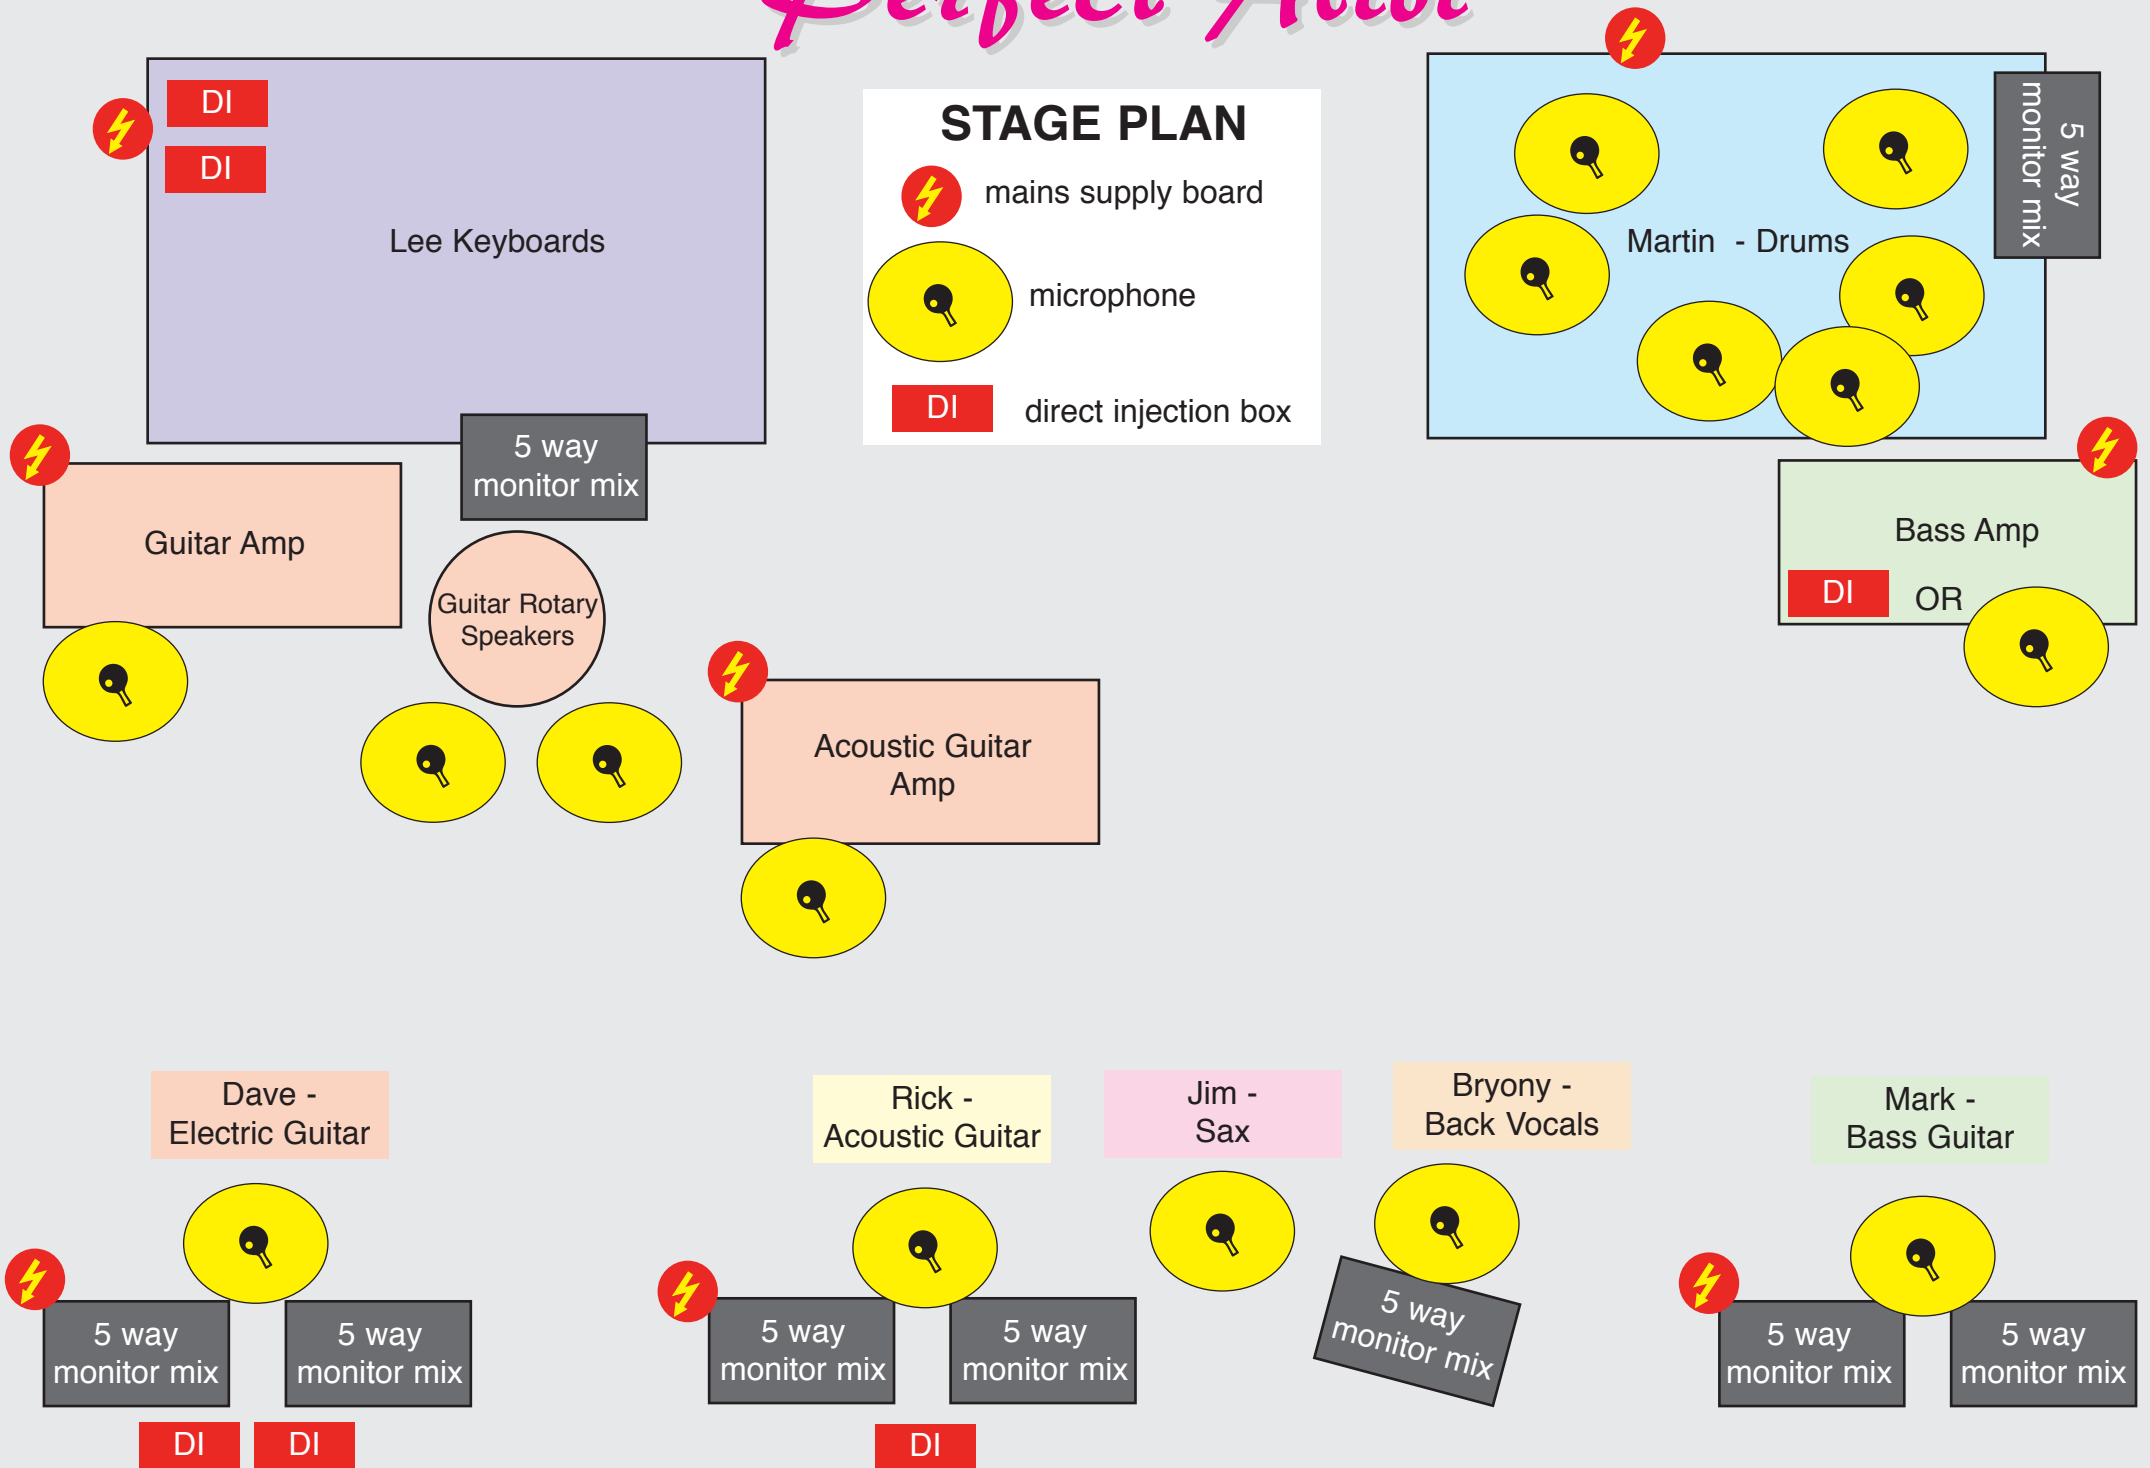 Perfect Alibi
STAGE PLAN
mains supply board
microphone
DI
direct injection box
DI
DI
Lee Keyboards
5 way
monitor mix
Martin - Drums
5 way
monitor mix
Guitar Amp
Guitar Rotary
Speakers
Acoustic Guitar
Amp
Bass Amp
DI
OR
Dave -
Electric Guitar
Rick -
Acoustic Guitar
Jim -
Sax
Bryony -
Back Vocals
Mark -
Bass Guitar
5 way
monitor mix
5 way
monitor mix
5 way
monitor mix
5 way
monitor mix
5 way
monitor mix
5 way
monitor mix
5 way
monitor mix
DI
DI
DI